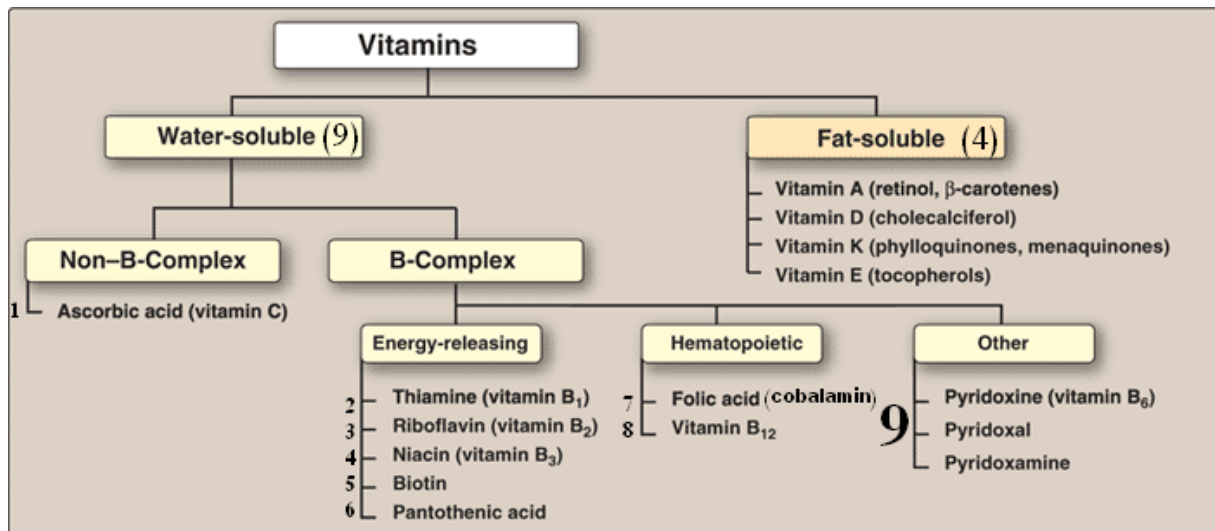 Vitamins
Water-soluble (9)
Fat-soluble (4)
Vitamin A (retinol, β-carotenes)
Vitamin D (cholecalciferol)
Vitamin K (phylloquinones, menaquinones)
Vitamin E (tocopherols)
Non–B-Complex
B-Complex
1 Ascorbic acid (vitamin C)
Energy-releasing
Hematopoietic
Other
2 Thiamine (vitamin B₁)
3 Riboflavin (vitamin B₂)
4 Niacin (vitamin B₃)
5 Biotin
6 Pantothenic acid
7 Folic acid (cobalamin)
8 Vitamin B₁₂
9 Pyridoxine (vitamin B₆)
Pyridoxal
Pyridoxamine